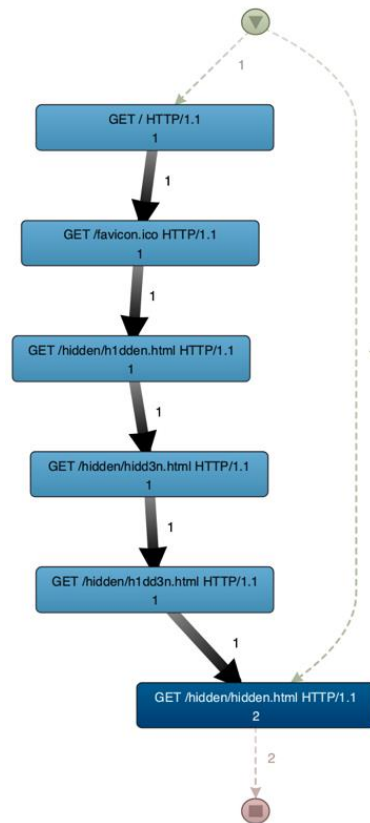 1
GET / HTTP/1.1
1
1
GET /favicon.ico HTTP/1.1
1
1
GET /hidden/h1dden.html HTTP/1.1
1
1
GET /hidden/hidd3n.html HTTP/1.1
1
1
GET /hidden/h1dd3n.html HTTP/1.1
1
1
GET /hidden/hidden.html HTTP/1.1
2
2